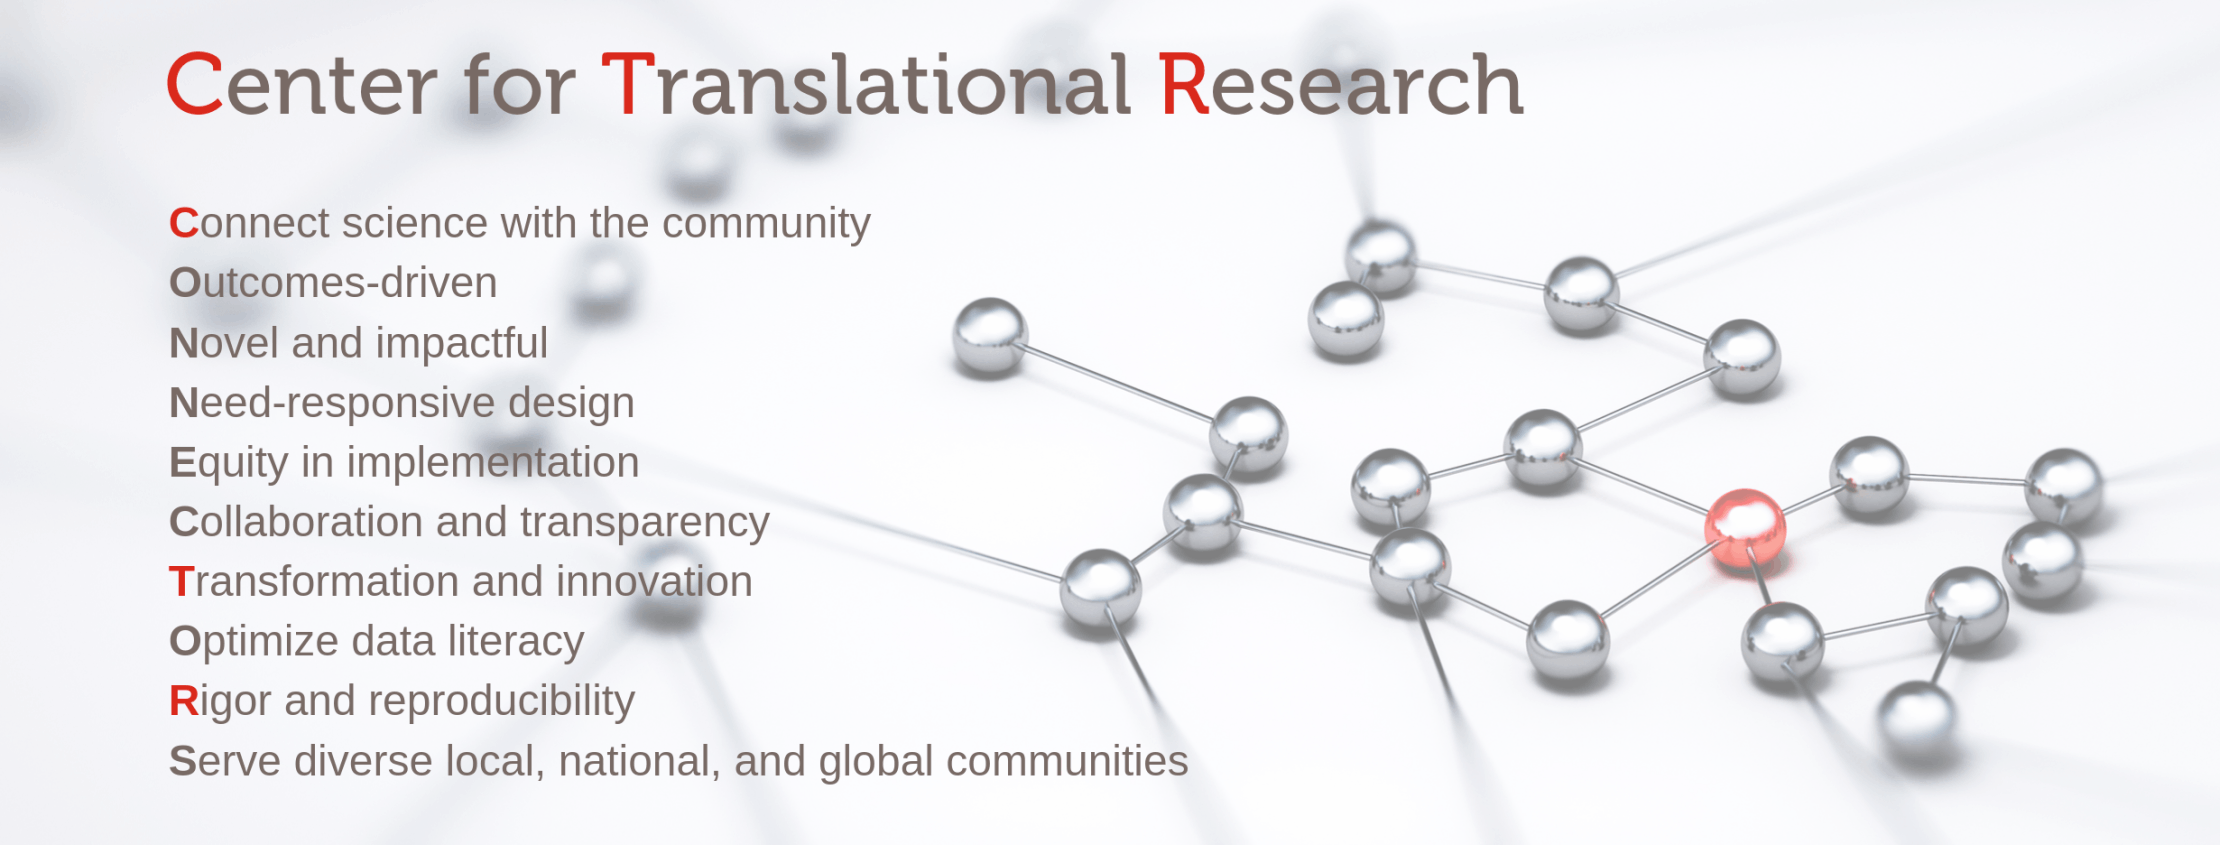 Center for Translational Research
Connect science with the community
Outcomes-driven
Novel and impactful
Need-responsive design
Equity in implementation
Collaboration and transparency
Transformation and innovation
Optimize data literacy
Rigor and reproducibility
Serve diverse local, national, and global communities